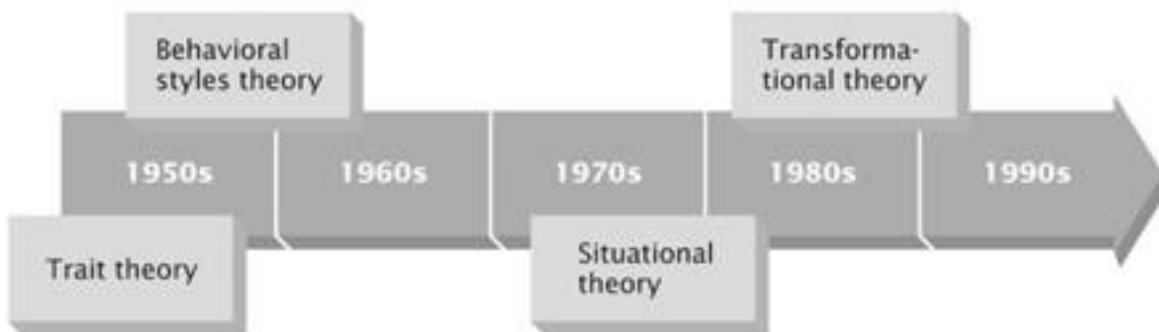 Behavioral
styles theory
Transforma-
tional theory
1950s
1960s
1970s
1980s
1990s
Trait theory
Situational
theory